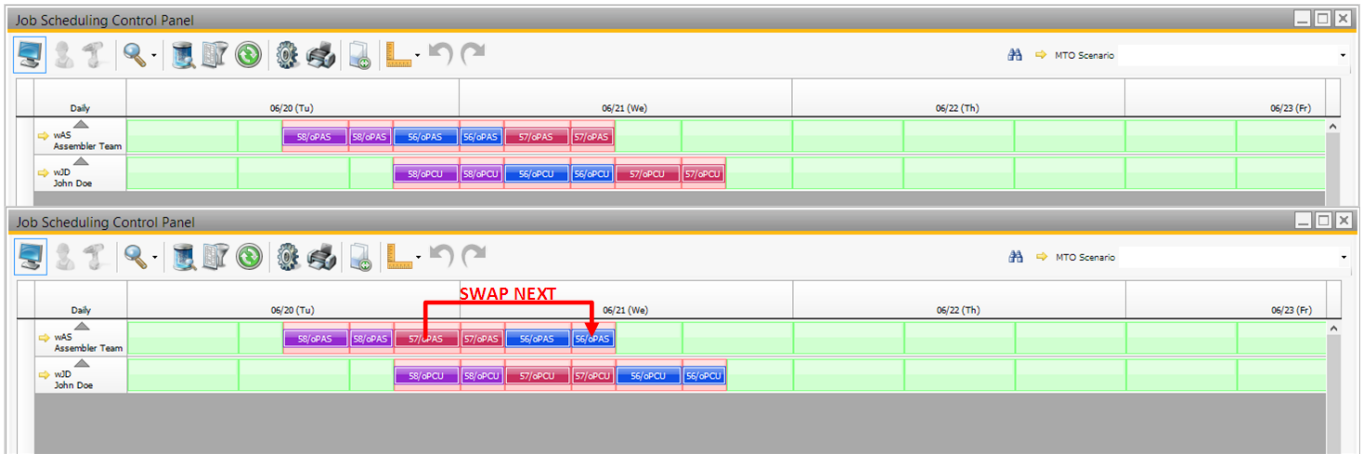 Job Scheduling Control Panel
MTO Scenario
Daily 06/20 (Tu) 06/21 (We) 06/22 (Th) 06/23 (Fr)
wAS
Assembler Team
58/oPAS 58/oPAS 56/oPAS 56/oPAS 57/oPAS 57/oPAS
wJD
John Doe
58/oPCU 58/oPCU 56/oPCU 56/oPCU 57/oPCU 57/oPCU
Job Scheduling Control Panel
MTO Scenario
SWAP NEXT
Daily 06/20 (Tu) 06/21 (We) 06/22 (Th) 06/23 (Fr)
wAS
Assembler Team
58/oPAS 58/oPAS 57/oPAS 57/oPAS 56/oPAS 56/oPAS
wJD
John Doe
58/oPCU 58/oPCU 57/oPCU 57/oPCU 56/oPCU 56/oPCU